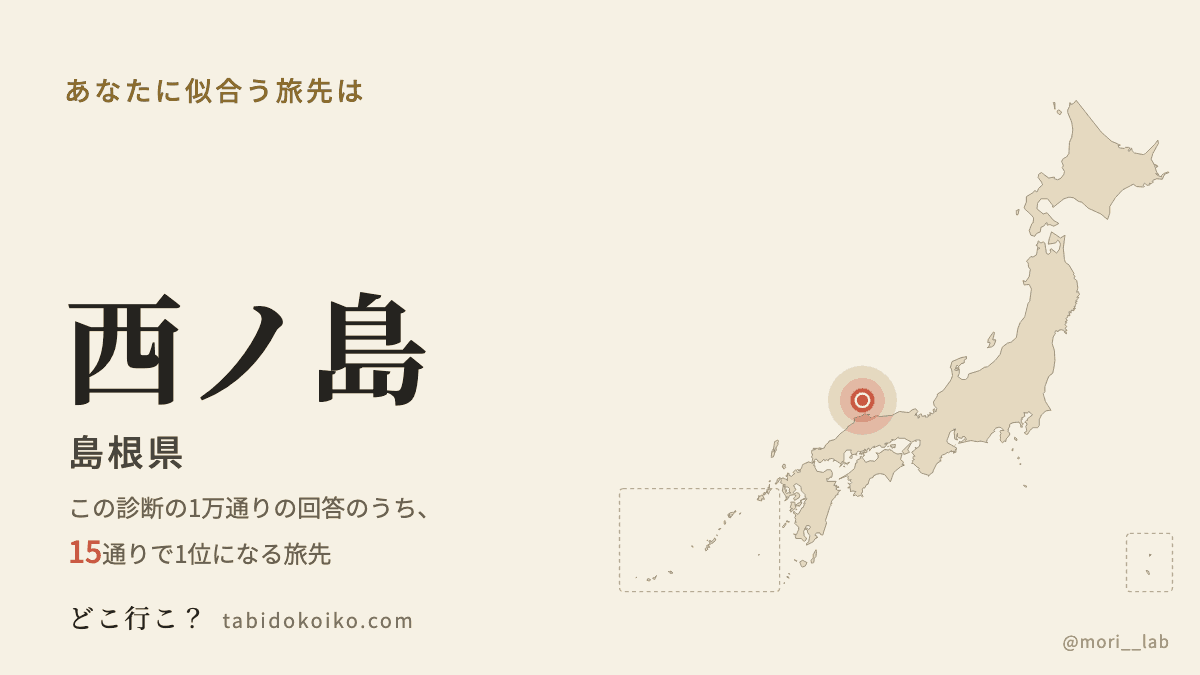 あなたに似合う旅先は
西ノ島
島根県
この診断の1万通りの回答のうち、
15通りで1位になる旅先
どこ行こ？ tabidokoiko.com
@mori__lab